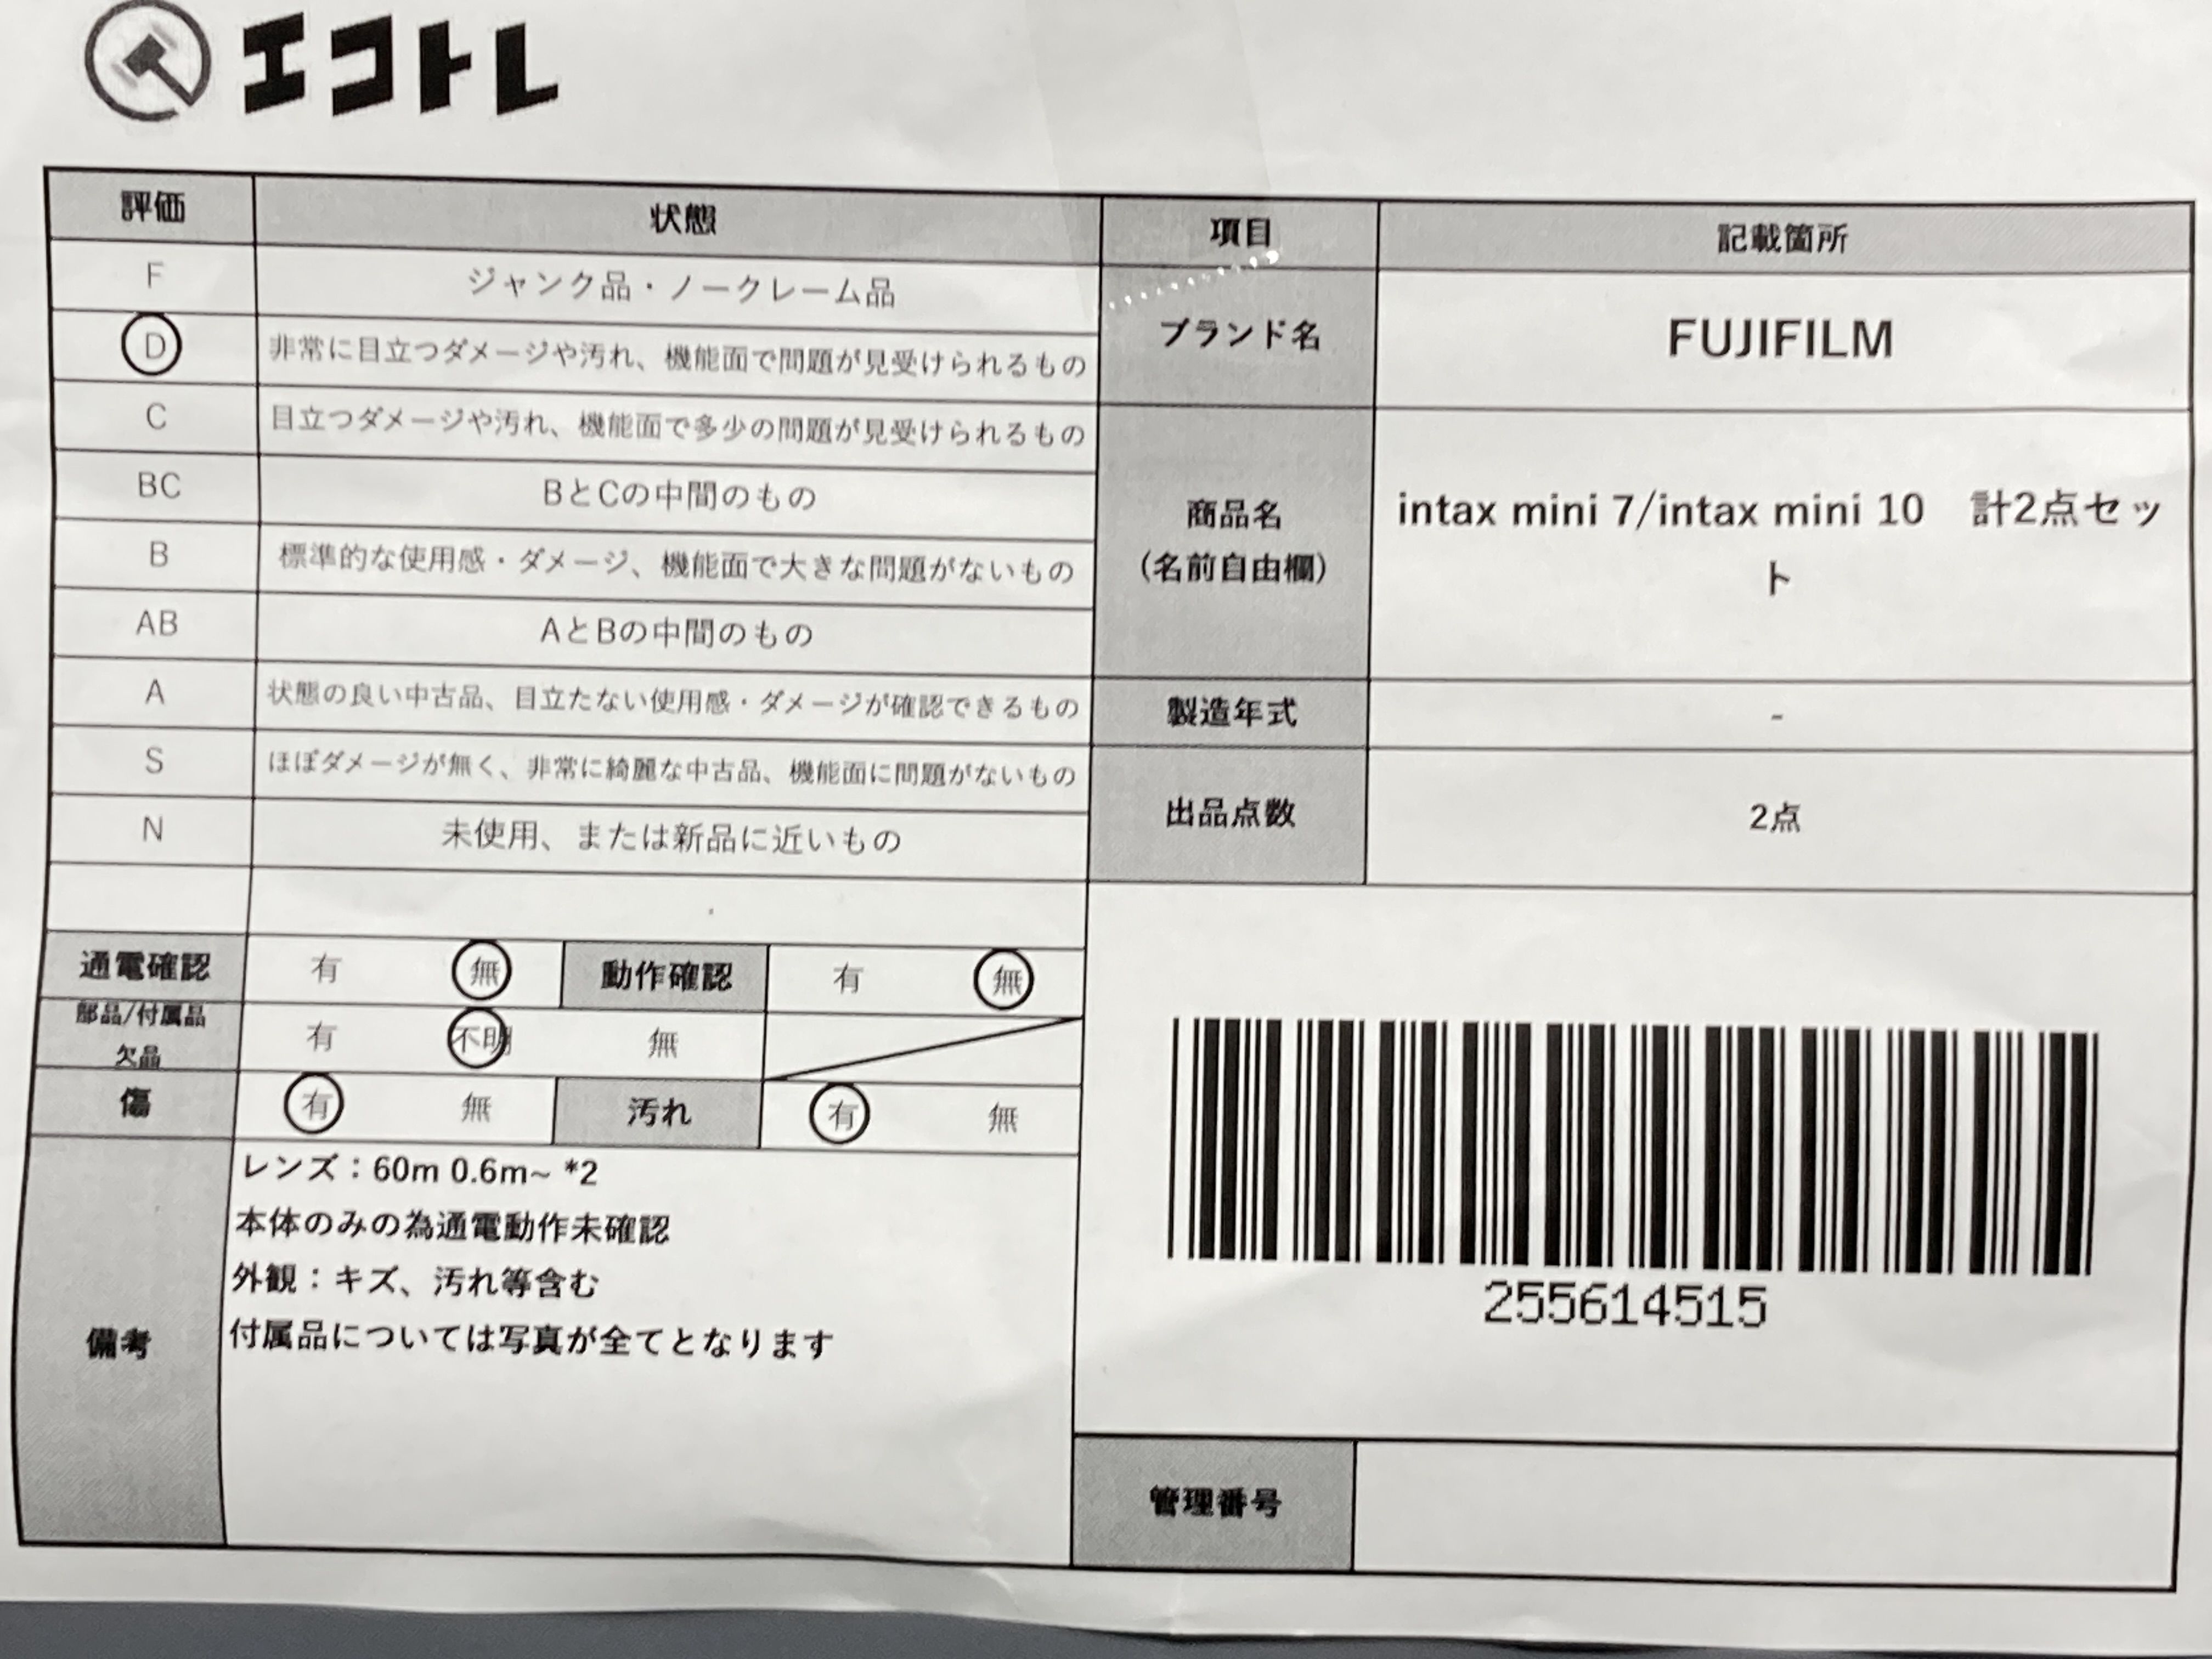 エコトレ
評価 状態
F ジャンク品・ノークレーム品
D 非常に目立つダメージや汚れ、機能面で問題が見受けられるもの
C 目立つダメージや汚れ、機能面で多少の問題が見受けられるもの
BC BとCの中間のもの
B 標準的な使用感・ダメージ、機能面で大きな問題がないもの
AB AとBの中間のもの
A 状態の良い中古品、目立たない使用感・ダメージが確認できるもの
S ほぼダメージが無く、非常に綺麗な中古品、機能面に問題がないもの
N 未使用、または新品に近いもの
通電確認 有 無 動作確認 有 無
部品/付属品
欠品 有 不明 無
傷 有 無 汚れ 有 無
備考
レンズ：60m 0.6m~ *2
本体のみの為通電動作未確認
外観：キズ、汚れ等含む
付属品については写真が全てとなります
項目 記載箇所
ブランド名 FUJIFILM
商品名
(名前自由欄)
intax mini 7/intax mini 10　計2点セッ
ト
製造年式 -
出品点数 2点
255614515
管理番号